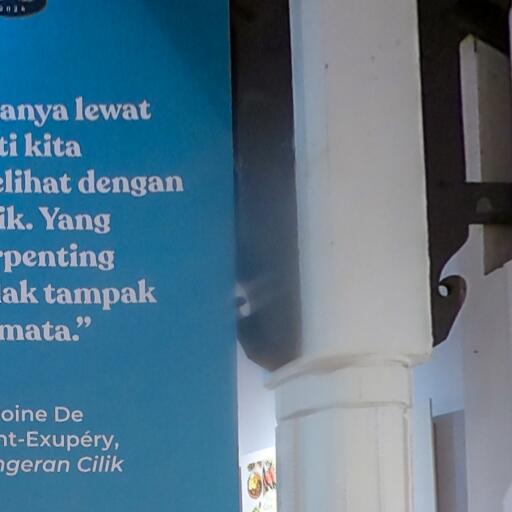 anya lewat
ti kita
elihat dengan
ik. Yang
rpenting
lak tampak
mata.”
oine De
nt-Exupéry,
ngeran Cilik